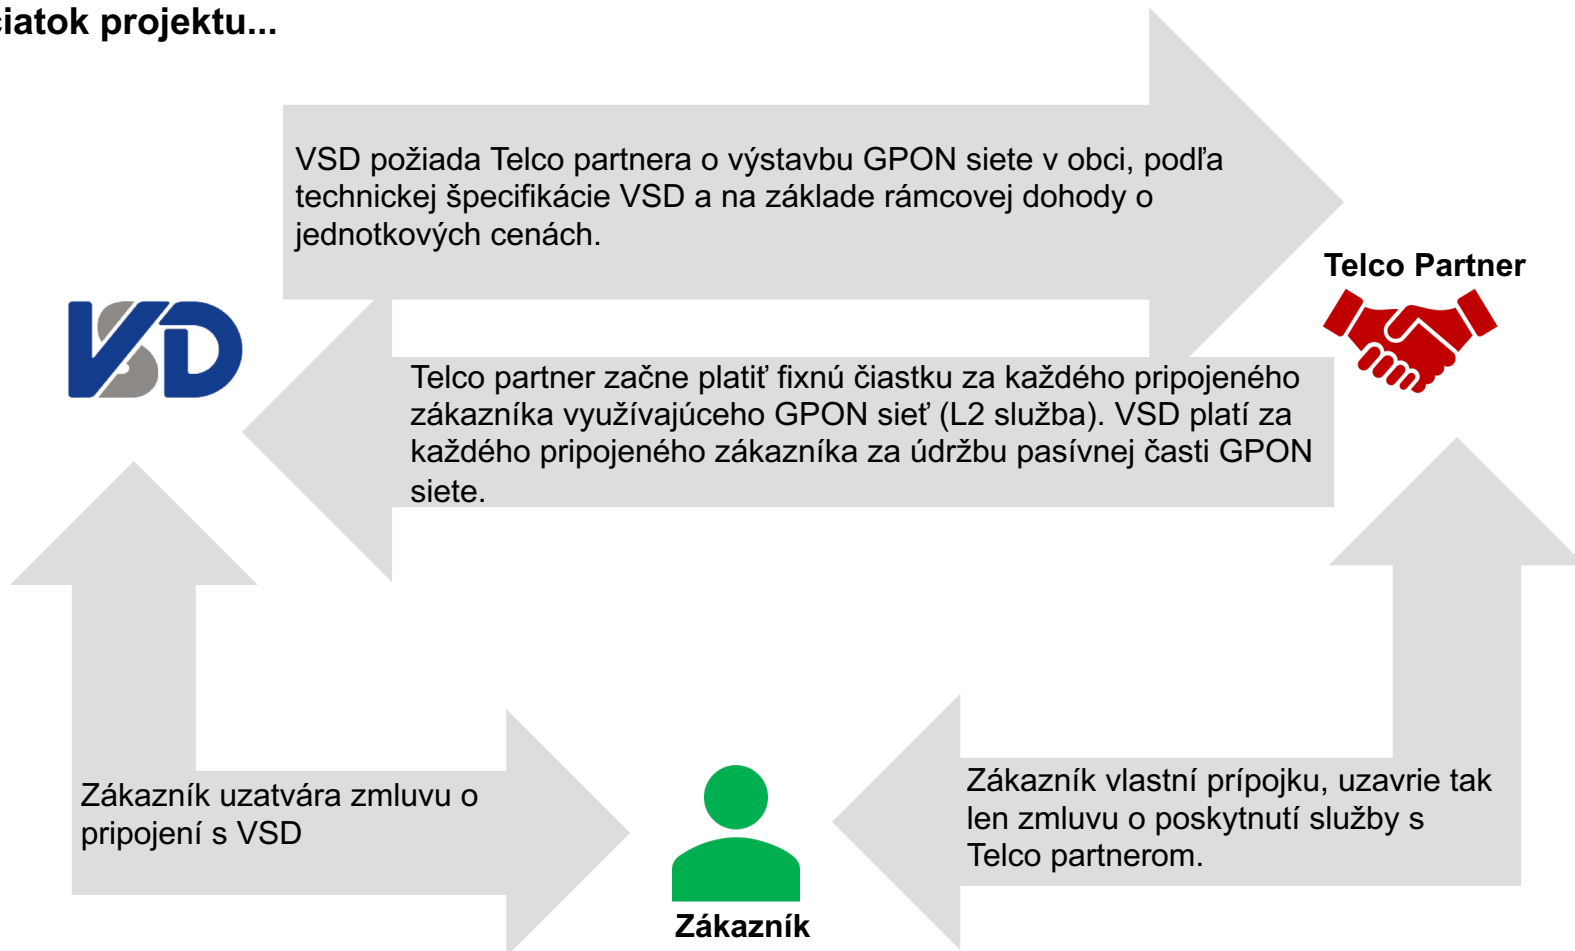 iatok projektu...
VSD požiada Telco partnera o výstavbu GPON siete v obci, podľa
technickej špecifikácie VSD a na základe rámcovej dohody o
jednotkových cenách.
Telco Partner
VSD
Telco partner začne platiť fixnú čiastku za každého pripojeného
zákazníka využívajúceho GPON sieť (L2 služba). VSD platí za
každého pripojeného zákazníka za údržbu pasívnej časti GPON
siete.
Zákazník uzatvára zmluvu o
pripojení s VSD
Zákazník vlastní prípojku, uzavrie tak
len zmluvu o poskytnutí služby s
Telco partnerom.
Zákazník